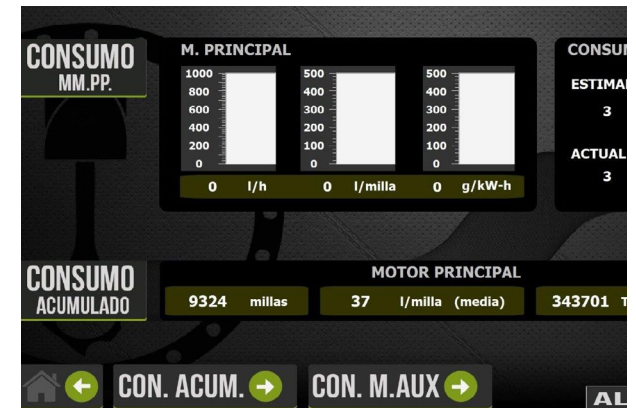 CONSUMO
MM.PP.
M. PRINCIPAL
1000
800
600
400
200
0
500
400
300
200
100
0
500
400
300
200
100
0
0 l/h 0 l/milla 0 g/kW-h
CONSUM
ESTIMA
3
ACTUAL
3
CONSUMO
ACUMULADO
MOTOR PRINCIPAL
9324 millas 37 l/milla (media) 343701 T
CON. ACUM. CON. M.AUX
AL